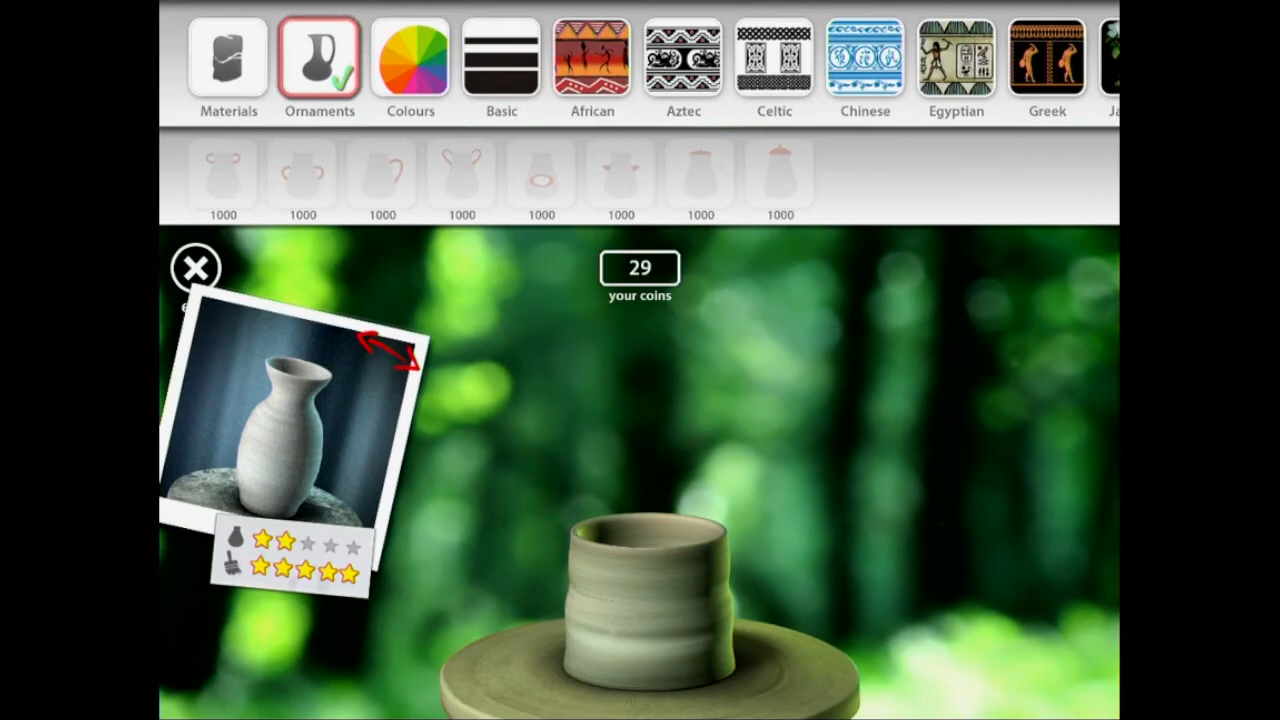 Materials Ornaments Colours Basic African Aztec Celtic Chinese Egyptian Greek
1000 1000 1000 1000 1000 1000 1000 1000
29
your coins